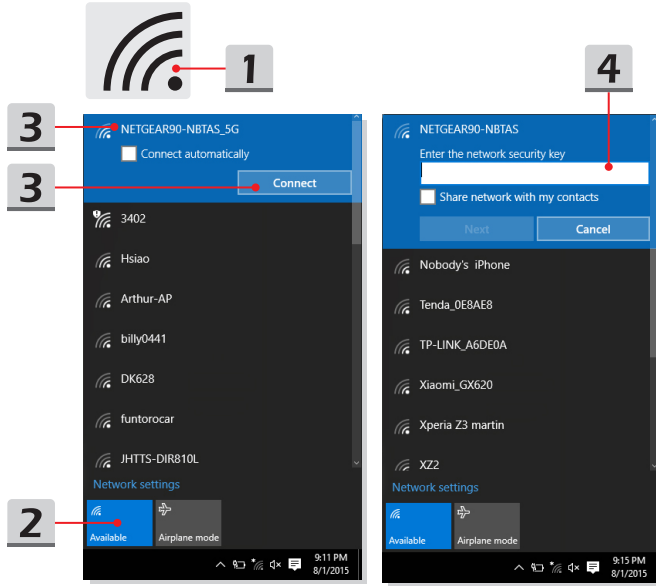 1
3
NETGEAR90-NBTAS_5G
Connect automatically
3
Connect
3402
Hsiao
Arthur-AP
billy0441
DK628
funtorocar
JHTTS-DIR810L
Network settings
2
Available
Airplane mode
9:11 PM
8/1/2015
4
NETGEAR90-NBTAS
Enter the network security key
Share network with my contacts
Next
Cancel
Nobody's iPhone
Tenda_0E8AE8
TP-LINK_A6DE0A
Xiaomi_GX620
Xperia Z3 martin
XZ2
Network settings
Available
Airplane mode
9:15 PM
8/1/2015